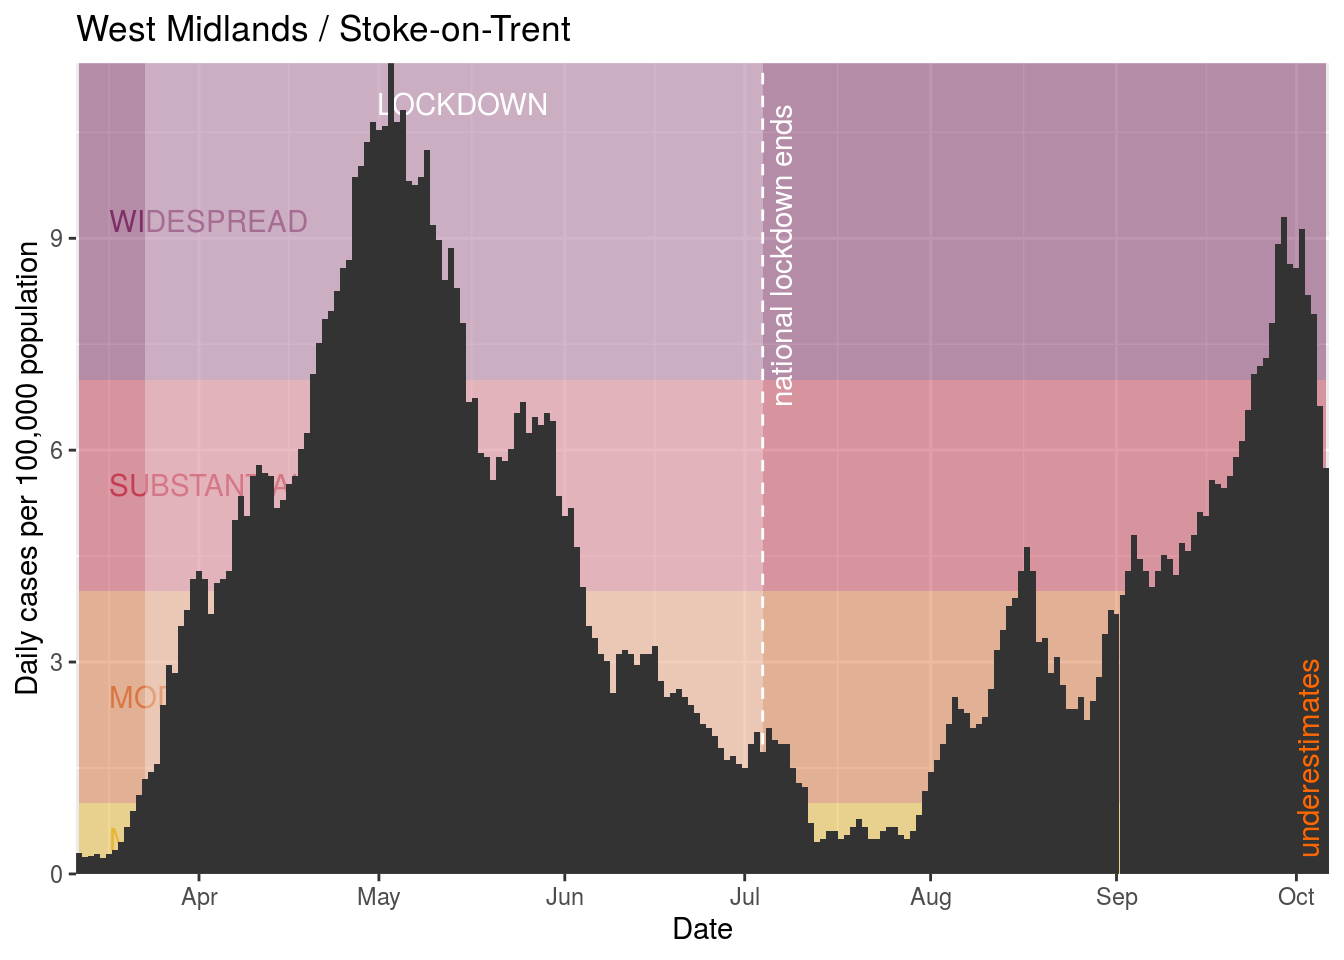 West Midlands / Stoke-on-Trent
LOCKDOWN
national lockdown ends
WIDESPREAD
SUBSTANTIA
MOD
underestimates
Daily cases per 100,000 population
9
6
3
0
Apr
May
Jun
Jul
Aug
Sep
Oct
Date